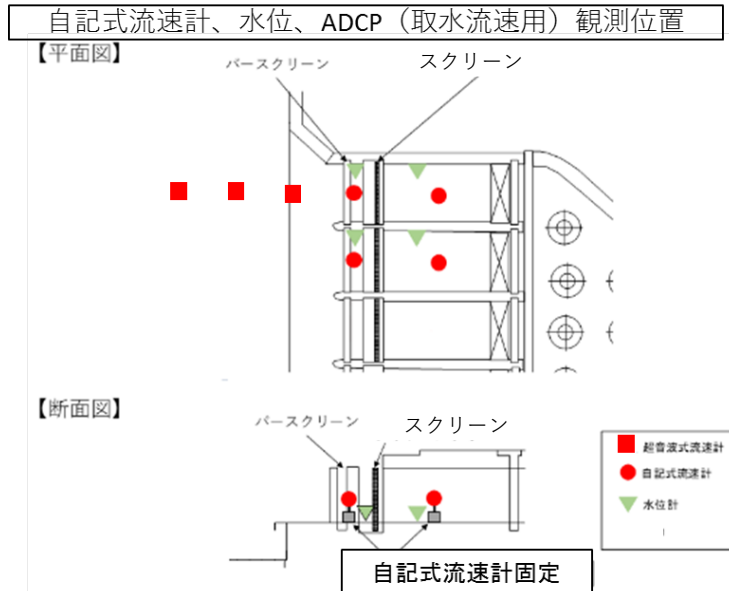 自記式流速計、水位、ADCP（取水流速用）観測位置
【平面図】
バースクリーン
スクリーン
【断面図】
バースクリーン
スクリーン
超音波式流速計
自記式流速計
水位計
自記式流速計固定